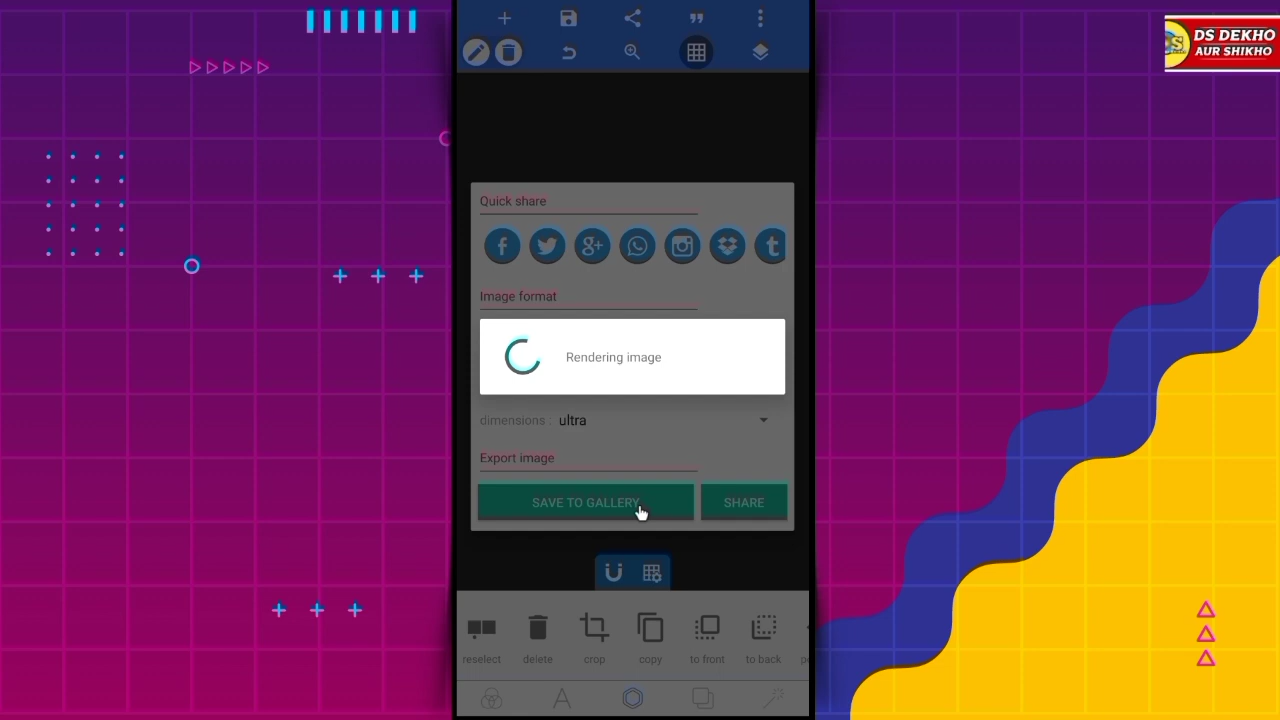 DS DEKHO
AUR SHIKHO
Quick share
Image format
Rendering image
dimensions : ultra
Export image
SAVE TO GALLERY
SHARE
reselect
delete
crop
copy
to front
to back